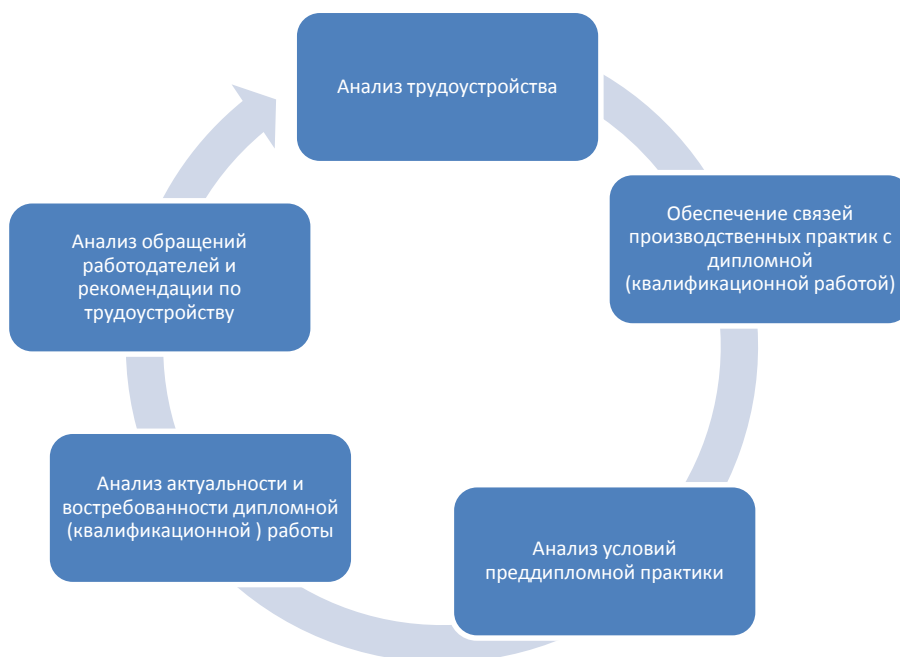 Анализ трудоустройства
Обеспечение связей
производственных практик с
дипломной
(квалификационной работой)
Анализ условий
преддипломной практики
Анализ актуальности и
востребованности дипломной
(квалификационной ) работы
Анализ обращений
работодателей и
рекомендации по
трудоустройству